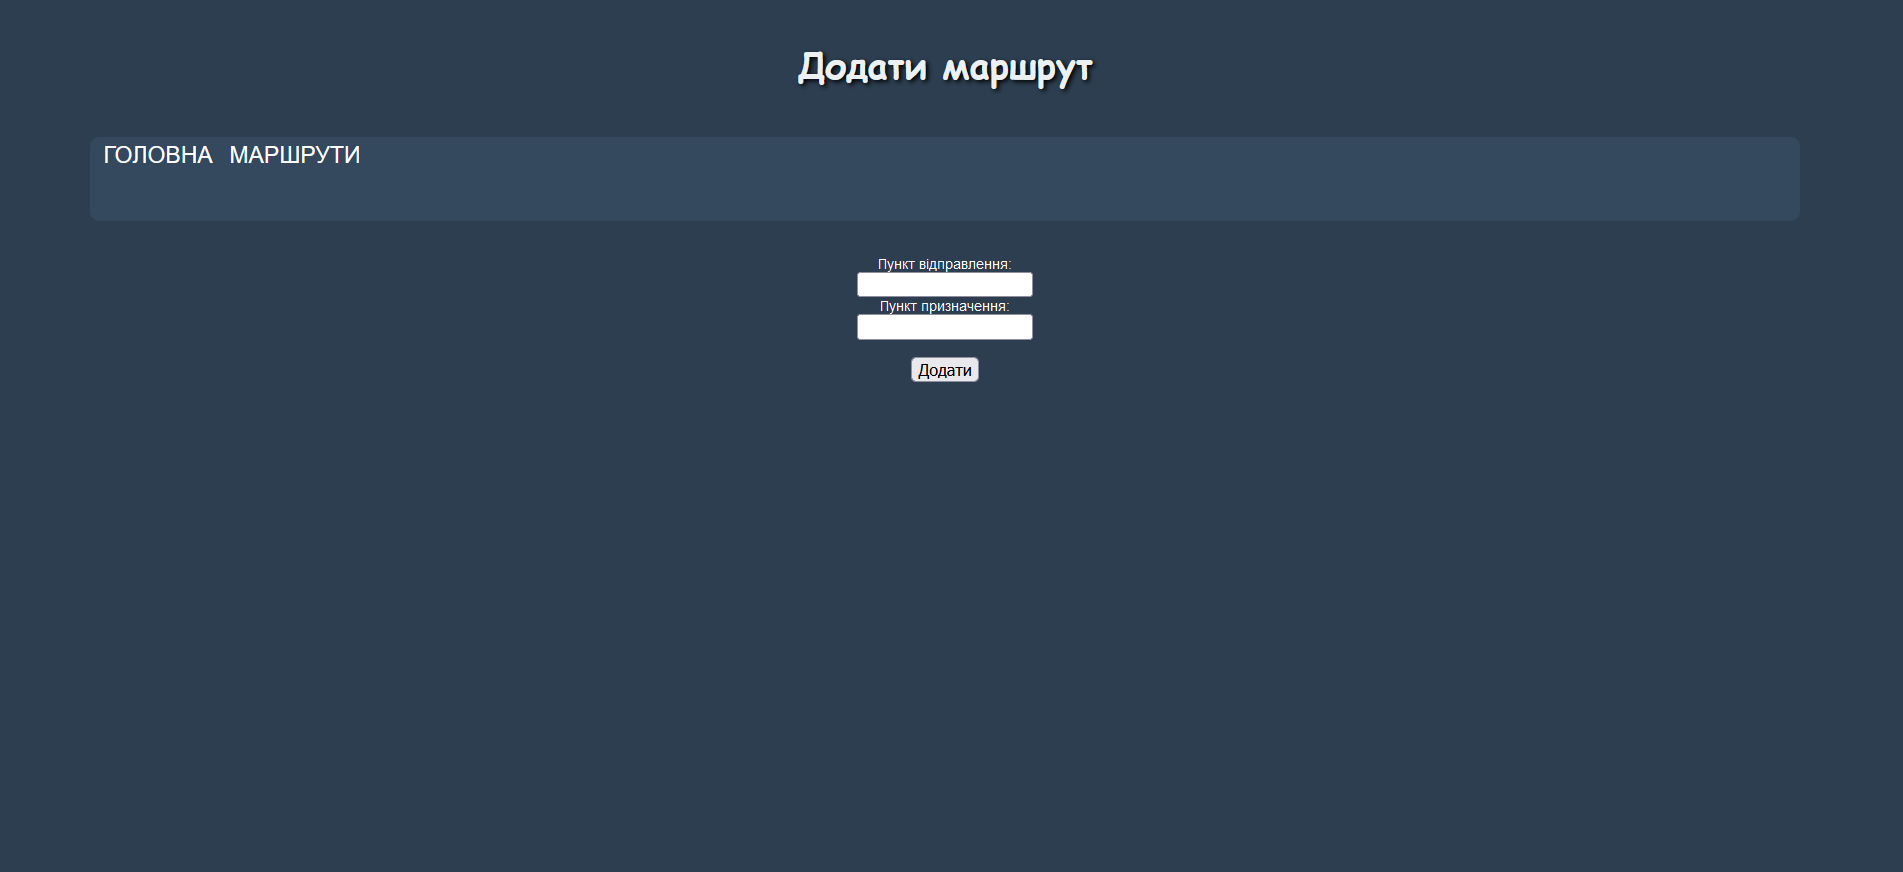 Додати маршрут
ГОЛОВНА МАРШРУТИ
Пункт відправлення:
Пункт призначення:
Додати